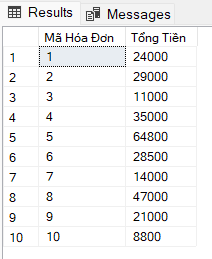 Results Messages
Mã Hóa Đơn Tổng Tiên
1 1 24000
2 2 29000
3 3 11000
4 4 35000
5 5 64800
6 6 28500
7 7 14000
8 8 47000
9 9 21000
10 10 8800